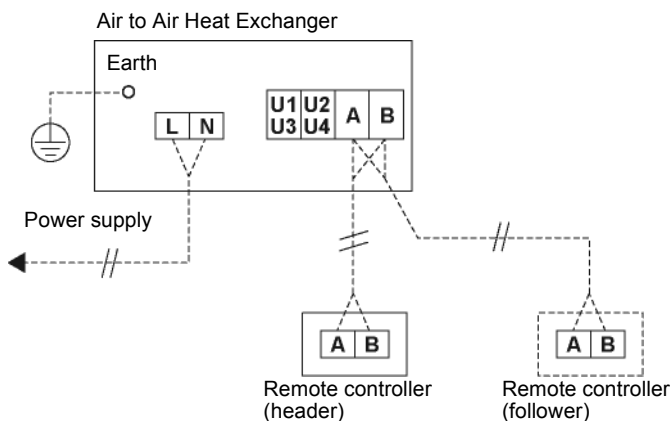 Air to Air Heat Exchanger
Earth
U1 U2 A B
U3 U4
L N
Power supply
A B
A B
Remote controller
(header)
Remote controller
(follower)